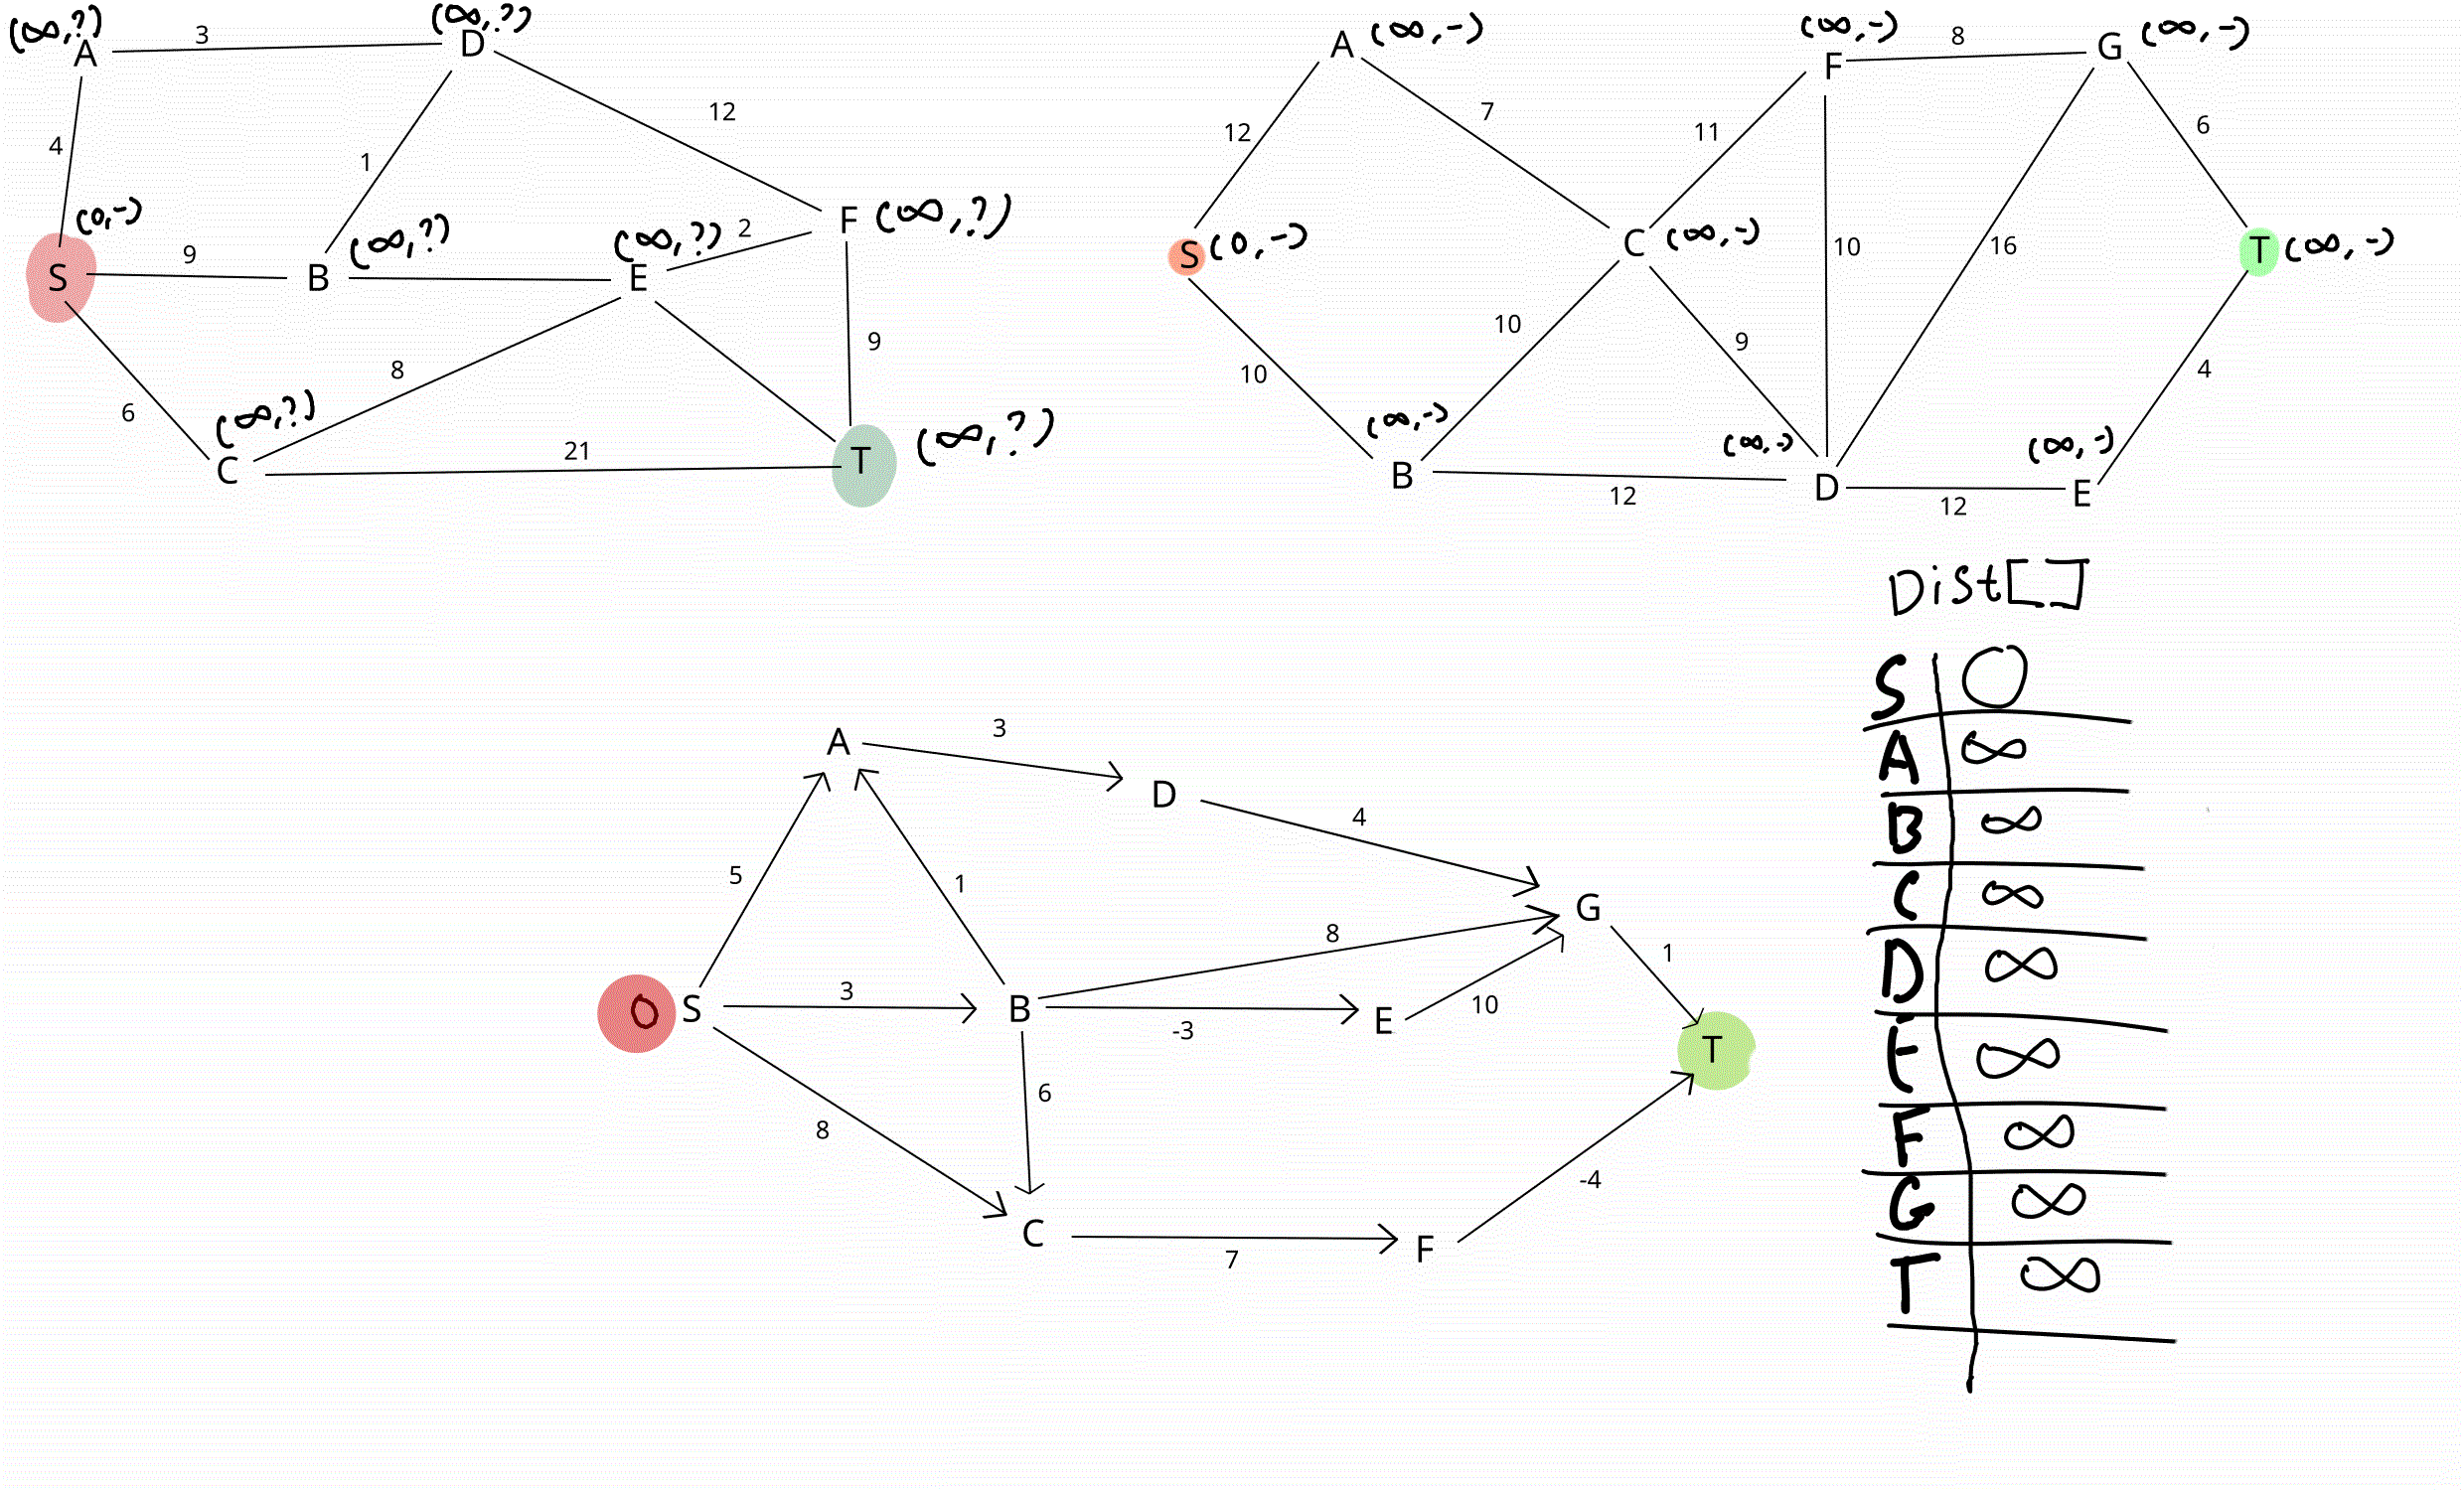 (∞,?)
(∞,?)
A
3
D
12
4
1
(0,-)
9
S
(∞,?)
B
(∞,?)
E
2
F
(∞,?)
9
8
6
(∞,?)
C
21
T
(∞,?)
A
(∞,-)
(∞,-)
F
8
G
(∞,-)
12
7
11
6
S
(0,-)
C
(∞,-)
10
16
T
(∞,-)
10
10
9
4
(∞,-)
B
12
(∞,-)
D
12
(∞,-)
E
Dist[]
S 0
A ∞
B ∞
C ∞
D ∞
E ∞
F ∞
G ∞
T ∞
A
3
D
4
5
1
8
G
1
0
S
3
B
-3
E
10
T
8
6
C
7
F
-4